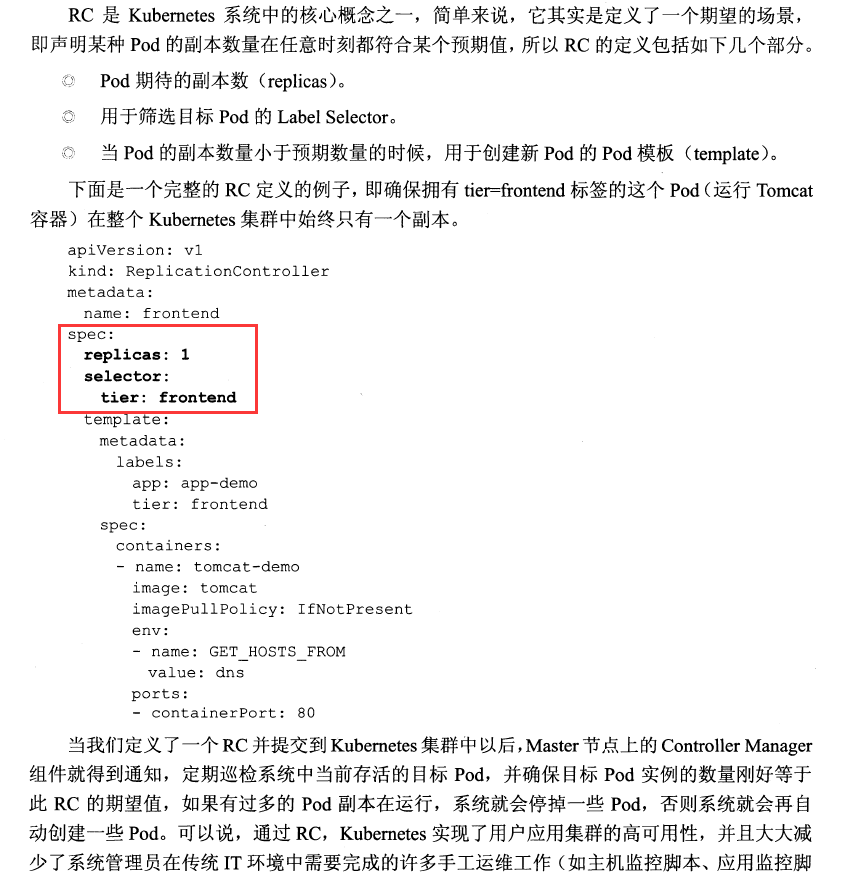 RC 是 Kubernetes 系统中的核心概念之一，简单来说，它其实是定义了一个期望的场景，
即声明某种 Pod 的副本数量在任意时刻都符合某个预期值，所以 RC 的定义包括如下几个部分。
Pod 期待的副本数（replicas）。
用于筛选目标 Pod 的 Label Selector。
当 Pod 的副本数量小于预期数量的时候，用于创建新 Pod 的 Pod 模板（template）。
下面是一个完整的 RC 定义的例子，即确保拥有 tier=frontend 标签的这个 Pod（运行 Tomcat
容器）在整个 Kubernetes 集群中始终只有一个副本。
apiVersion: v1
kind: ReplicationController
metadata:
  name: frontend
spec:
  replicas: 1
  selector:
    tier: frontend
  template:
    metadata:
      labels:
        app: app-demo
        tier: frontend
    spec:
      containers:
      - name: tomcat-demo
        image: tomcat
        imagePullPolicy: IfNotPresent
        env:
        - name: GET_HOSTS_FROM
          value: dns
        ports:
        - containerPort: 80
当我们定义了一个 RC 并提交到 Kubernetes 集群中以后，Master 节点上的 Controller Manager
组件就得到通知，定期巡检系统中当前存活的目标 Pod，并确保目标 Pod 实例的数量刚好等于
此 RC 的期望值，如果有过多的 Pod 副本在运行，系统就会停掉一些 Pod，否则系统就会再自
动创建一些 Pod。可以说，通过 RC，Kubernetes 实现了用户应用集群的高可用性，并且大大减
少了系统管理员在传统 IT 环境中需要完成的许多手工运维工作（如主机监控脚本、应用监控脚